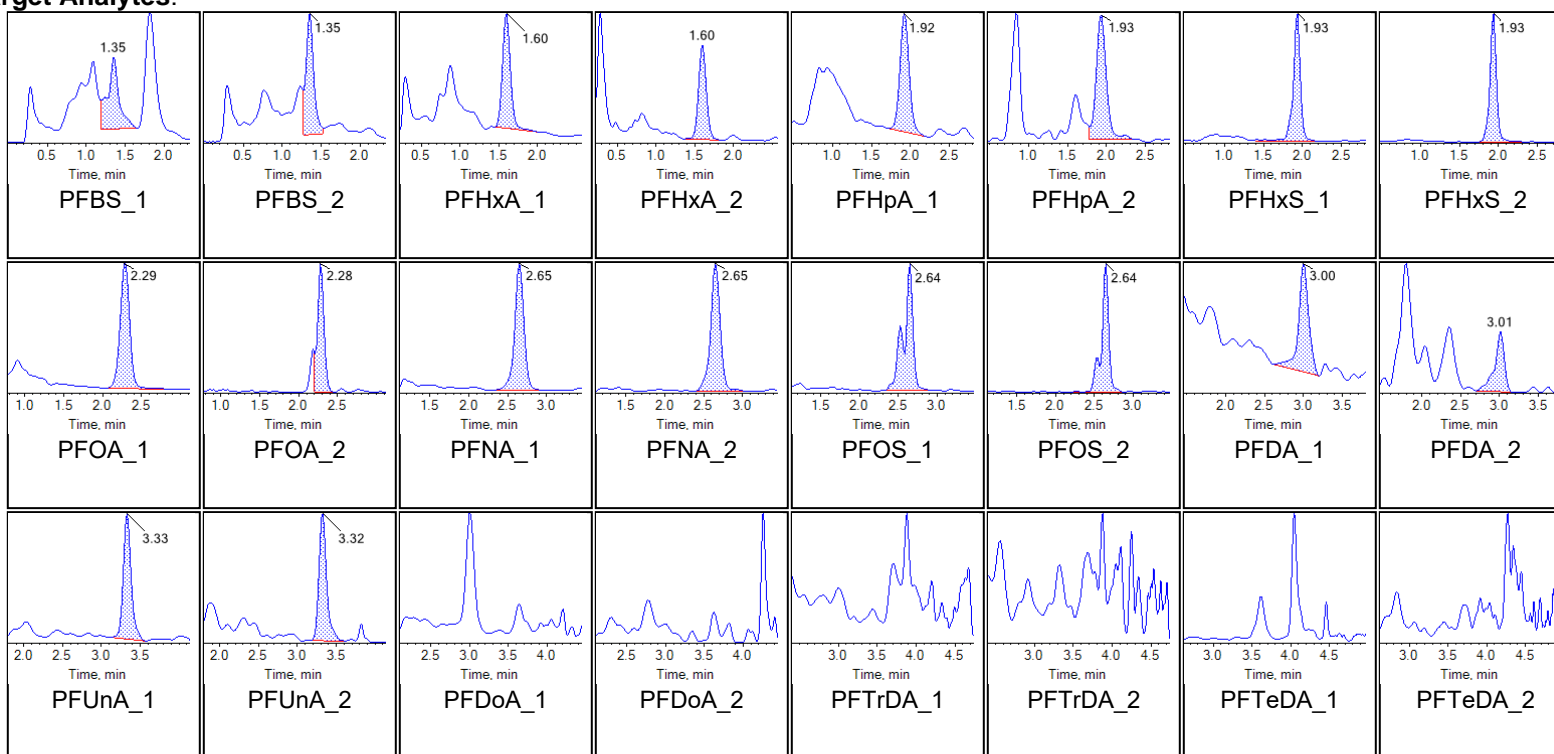 arget Analytes:
1.35 1.35 1.60 1.60 1.92 1.93 1.93 1.93
0.5 1.0 1.5 2.0 0.5 1.0 1.5 2.0 0.5 1.0 1.5 2.0 0.5 1.0 1.5 2.0 1.0 1.5 2.0 2.5 1.0 1.5 2.0 2.5 1.0 1.5 2.0 2.5 1.0 1.5 2.0 2.5
Time, min Time, min Time, min Time, min Time, min Time, min Time, min Time, min
PFBS_1 PFBS_2 PFHxA_1 PFHxA_2 PFHpA_1 PFHpA_2 PFHxS_1 PFHxS_2
2.29 2.28 2.65 2.65 2.64 2.64 3.00 3.01
1.0 1.5 2.0 2.5 1.0 1.5 2.0 2.5 1.5 2.0 2.5 3.0 1.5 2.0 2.5 3.0 1.5 2.0 2.5 3.0 1.5 2.0 2.5 3.0 2.0 2.5 3.0 3.5 2.0 2.5 3.0 3.5
Time, min Time, min Time, min Time, min Time, min Time, min Time, min Time, min
PFOA_1 PFOA_2 PFNA_1 PFNA_2 PFOS_1 PFOS_2 PFDA_1 PFDA_2
3.33 3.32
2.0 2.5 3.0 3.5 2.0 2.5 3.0 3.5 2.5 3.0 3.5 4.0 2.5 3.0 3.5 4.0 3.0 3.5 4.0 4.5 3.0 3.5 4.0 4.5 3.0 3.5 4.0 4.5 3.0 3.5 4.0 4.5
Time, min Time, min Time, min Time, min Time, min Time, min Time, min Time, min
PFUnA_1 PFUnA_2 PFDoA_1 PFDoA_2 PFTrDA_1 PFTrDA_2 PFTeDA_1 PFTeDA_2